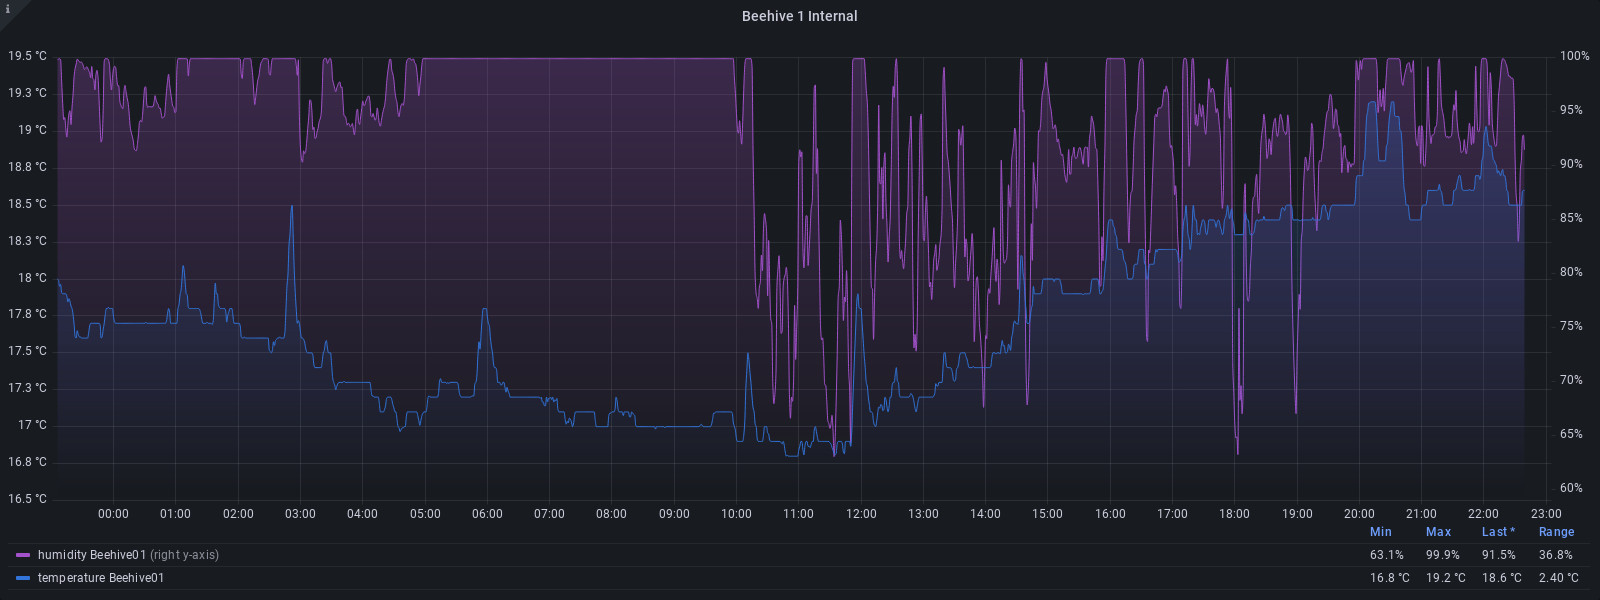 i
Beehive 1 Internal
19.5 °C 100%
19.3 °C
95%
19 °C
18.8 °C 90%
18.5 °C
85%
18.3 °C
18 °C 80%
17.8 °C
75%
17.5 °C
17.3 °C 70%
17 °C
65%
16.8 °C
60%
16.5 °C
00:00 01:00 02:00 03:00 04:00 05:00 06:00 07:00 08:00 09:00 10:00 11:00 12:00 13:00 14:00 15:00 16:00 17:00 18:00 19:00 20:00 21:00 22:00 23:00
Min Max Last * Range
humidity Beehive01 (right y-axis) 63.1% 99.9% 91.5% 36.8%
temperature Beehive01 16.8 °C 19.2 °C 18.6 °C 2.40 °C